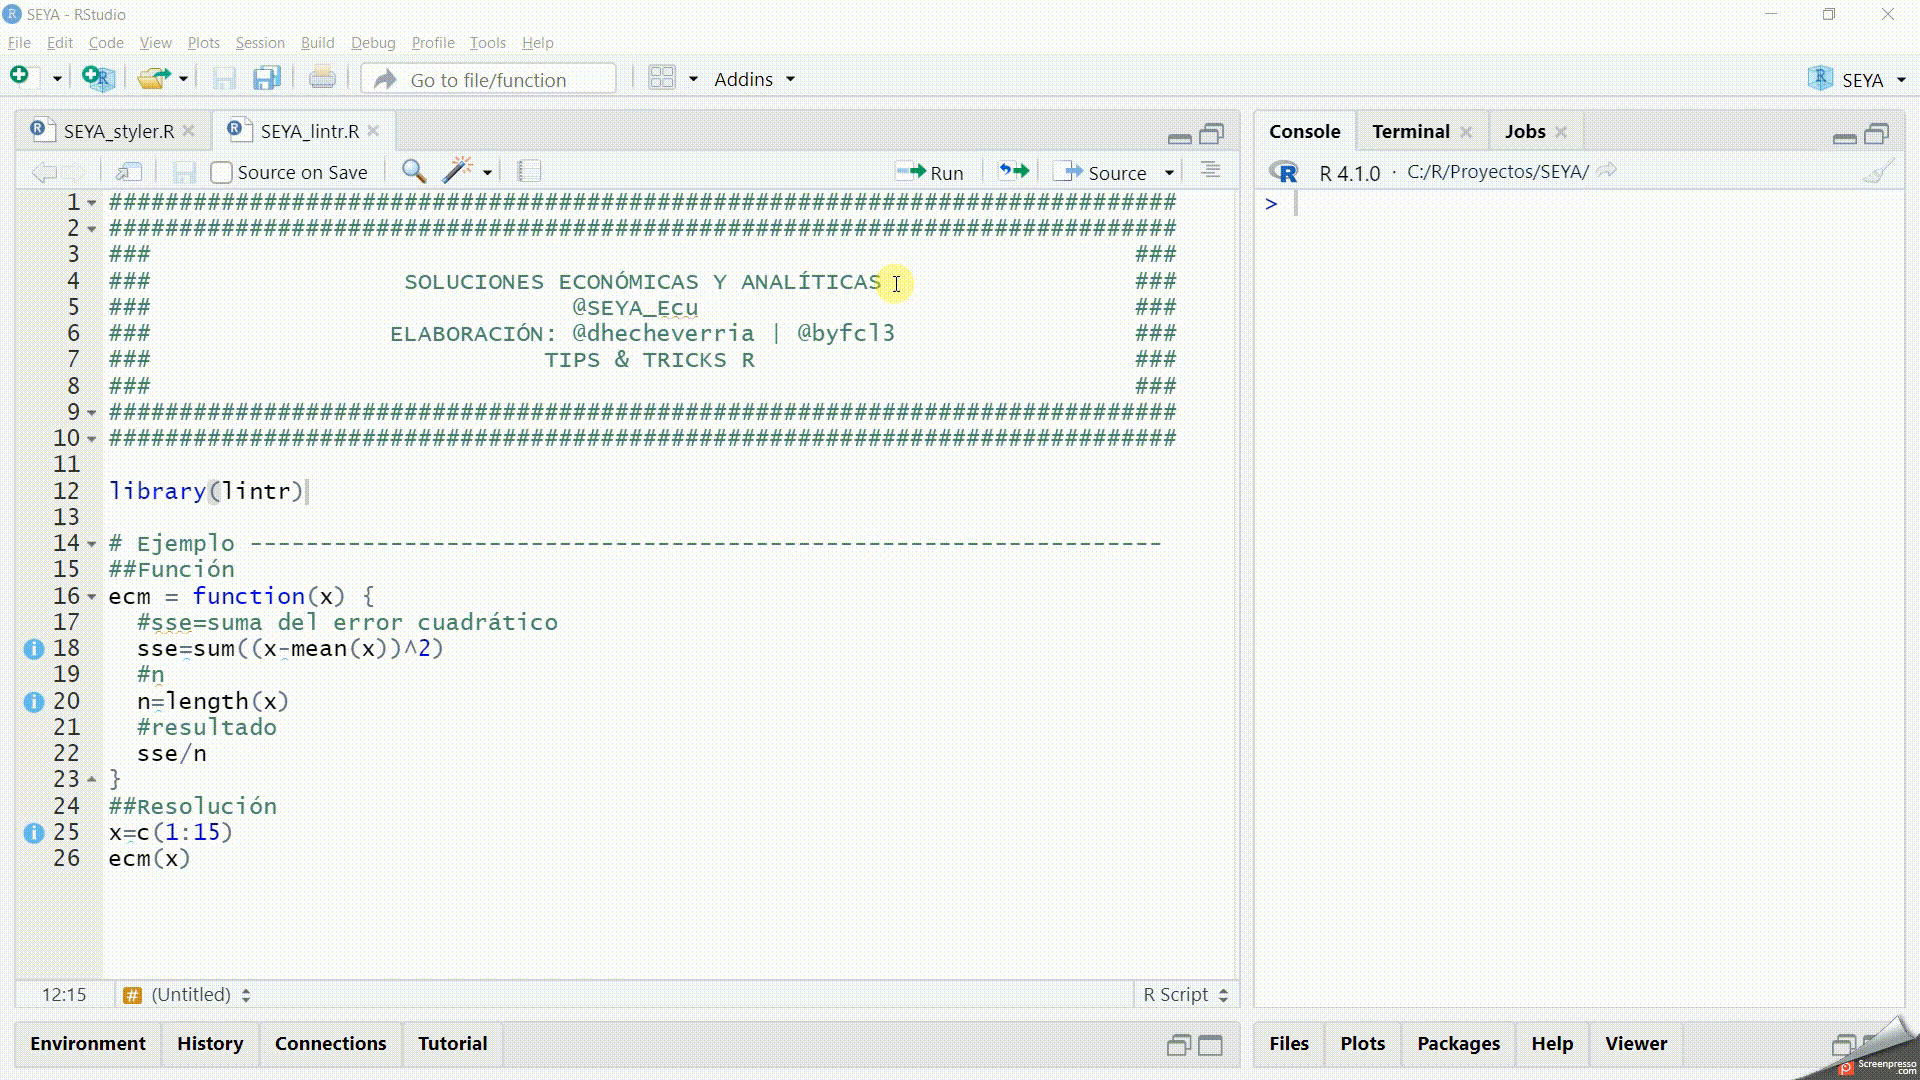 SEYA - RStudio
File Edit Code View Plots Session Build Debug Profile Tools Help
Go to file/function Addins SEYA
SEYA_styler.R SEYA_lintr.R
Source on Save Run Source
1 ############################################################################
2 ############################################################################
3 ### ###
4 ### SOLUCIONES ECONÓMICAS Y ANALÍTICAS ###
5 ### @SEYA_Ecu ###
6 ### ELABORACIÓN: @dhecheverria | @byfcl3 ###
7 ### TIPS & TRICKS R ###
8 ### ###
9 ############################################################################
10 ############################################################################
11
12 library(lintr)
13
14 # Ejemplo -----------------------------------------------------------------
15 ##Función
16 ecm = function(x) {
17 #sse=suma del error cuadrático
18 sse=sum((x-mean(x))^2)
19 #n
20 n=length(x)
21 #resultado
22 sse/n
23 }
24 ##Resolución
25 x=c(1:15)
26 ecm(x)
12:15 # (Untitled) R Script
Console Terminal Jobs
R 4.1.0 · C:/R/Proyectos/SEYA/
>
Environment History Connections Tutorial
Files Plots Packages Help Viewer
Screenpresso
.com